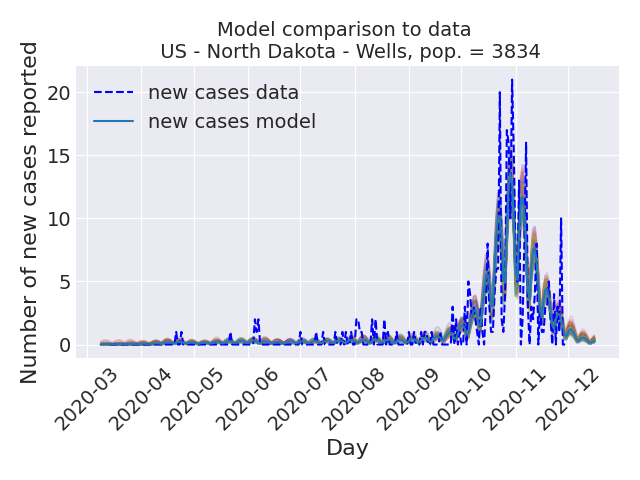 Model comparison to data
US - North Dakota - Wells, pop. = 3834
Number of new cases reported
20
15
10
5
0
new cases data
new cases model
2020-03
2020-04
2020-05
2020-06
2020-07
2020-08
2020-09
2020-10
2020-11
2020-12
Day